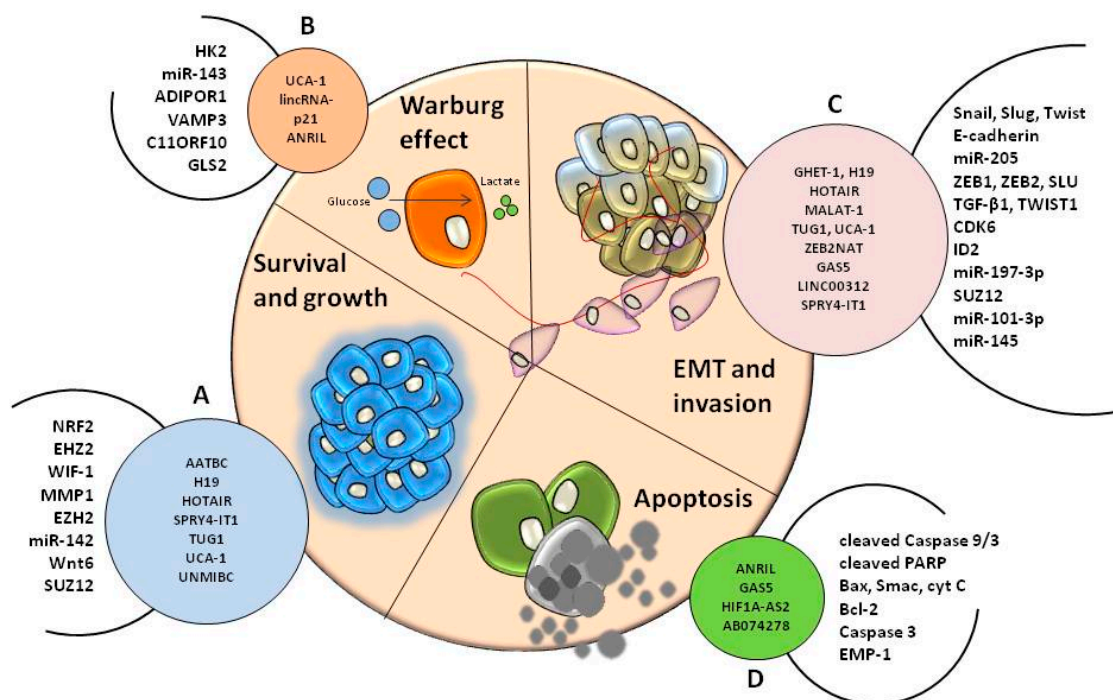 B
HK2
miR-143
ADIPOR1
VAMP3
C11ORF10
GLS2
UCA-1
lincRNA-
p21
ANRIL
Warburg
effect
Glucose
Lactate
C
GHET-1, H19
HOTAIR
MALAT-1
TUG1, UCA-1
ZEB2NAT
GAS5
LINC00312
SPRY4-IT1
Snail, Slug, Twist
E-cadherin
miR-205
ZEB1, ZEB2, SLU
TGF-β1, TWIST1
CDK6
ID2
miR-197-3p
SUZ12
miR-101-3p
miR-145
Survival
and growth
EMT and
invasion
A
NRF2
EHZ2
WIF-1
MMP1
EZH2
miR-142
Wnt6
SUZ12
AATBC
H19
HOTAIR
SPRY4-IT1
TUG1
UCA-1
UNMIBC
Apoptosis
ANRIL
GAS5
HIF1A-AS2
AB074278
cleaved Caspase 9/3
cleaved PARP
Bax, Smac, cyt C
Bcl-2
Caspase 3
EMP-1
D